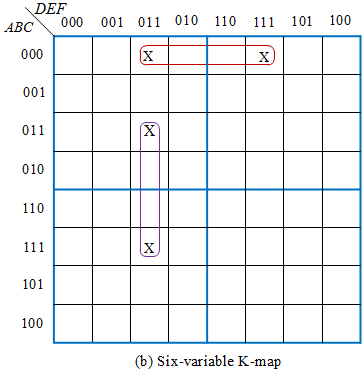 DEF
ABC 000 001 011 010 110 111 101 100
000 X X
001
011 X
010
110
111 X
101
100
(b) Six-variable K-map